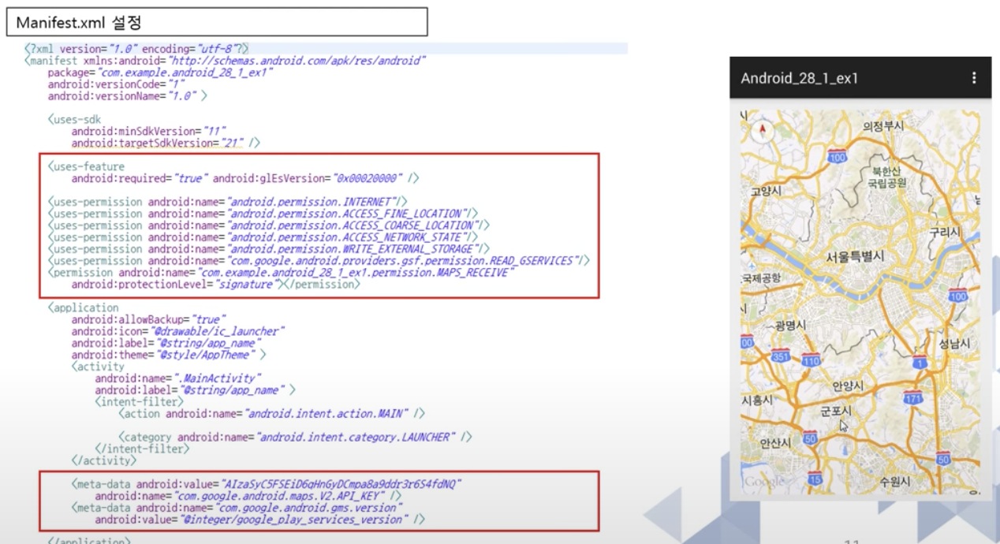 Manifest.xml 설정
<?xml version="1.0" encoding="utf-8"?>
<manifest xmlns:android="http://schemas.android.com/apk/res/android"
package="com.example.android_28_1_ex1"
android:versionCode="1"
android:versionName="1.0" >
<uses-sdk
android:minSdkVersion="11"
android:targetSdkVersion="21" />
<uses-feature
android:required="true" android:glEsVersion="0x00020000" />
<uses-permission android:name="android.permission.INTERNET"/>
<uses-permission android:name="android.permission.ACCESS_FINE_LOCATION"/>
<uses-permission android:name="android.permission.ACCESS_COARSE_LOCATION"/>
<uses-permission android:name="android.permission.ACCESS_NETWORK_STATE"/>
<uses-permission android:name="android.permission.WRITE_EXTERNAL_STORAGE"/>
<uses-permission android:name="com.google.android.providers.gsf.permission.READ_GSERVICES"/>
<permission android:name="com.example.android_28_1_ex1.permission.MAPS_RECEIVE"
android:protectionLevel="signature"></permission>
<application
android:allowBackup="true"
android:icon="@drawable/ic_launcher"
android:label="@string/app_name"
android:theme="@style/AppTheme" >
<activity
android:name=".MainActivity"
android:label="@string/app_name" >
<intent-filter>
<action android:name="android.intent.action.MAIN" />
<category android:name="android.intent.category.LAUNCHER" />
</intent-filter>
</activity>
<meta-data android:value="AIzaSyC5FSEiD6qHnGyDCmpa8a9ddr3r6S4fdNQ"
android:name="com.google.android.maps.V2.API_KEY" />
<meta-data android:name="com.google.android.gms.version"
android:value="@integer/google_play_services_version" />
</application>
Android_28_1_ex1
의정부시
100
북한산
국립공원
고양시
구리시
서울특별시
국제공항
100
광명시
00
성남시
351
110
1
안양시
171
시흥시
군포시
50
안산시
50
Google
15
수원시
11